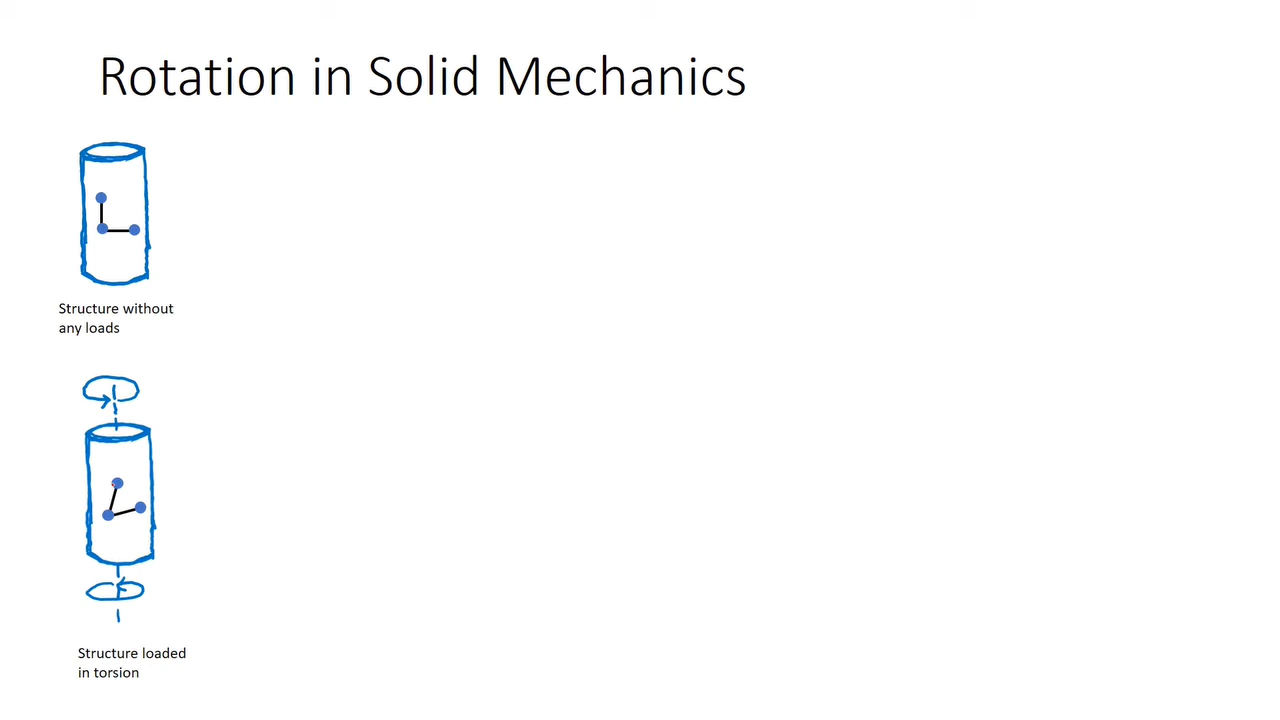 Rotation in Solid Mechanics
Structure without
any loads
Structure loaded
in torsion